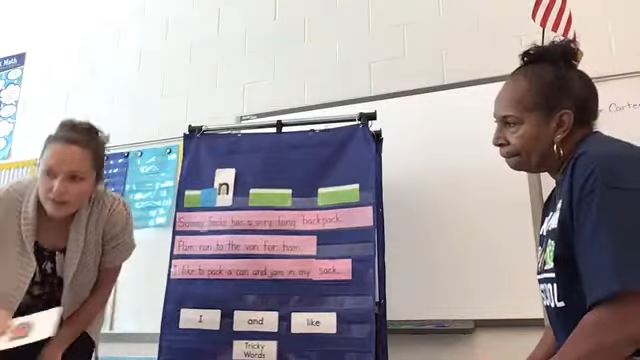 Math
Carter
n
Sammy Socks has a very long backpack.
Pam ran to the van for ham.
I like to pack a can and jam in my sack.
I and like
Tricky
Words